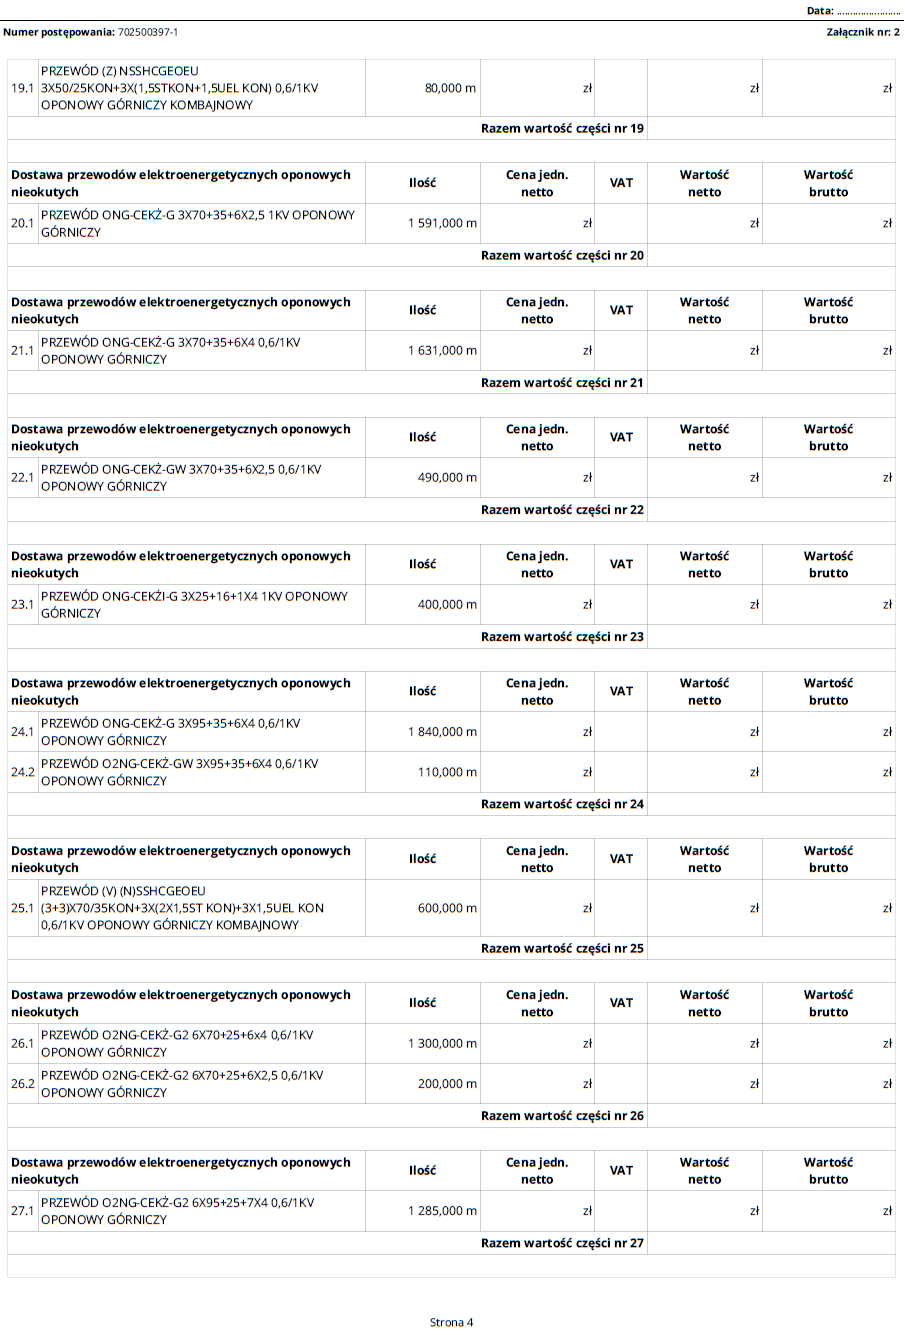 Data: ........................
Numer postępowania: 702500397-1 Załącznik nr: 2
PRZEWÓD (Z) NSSHCGEOEU
19.1 3X50/25KON+3X(1,5STKON+1,5UEL KON) 0,6/1KV 80,000 m zł zł zł
OPONOWY GÓRNICZY KOMBAJNOWY
Razem wartość części nr 19
Dostawa przewodów elektroenergetycznych oponowych nieokutych Ilość Cena jedn. netto VAT Wartość netto Wartość brutto
20.1 PRZEWÓD ONG-CEKŻ-G 3X70+35+6X2,5 1KV OPONOWY 1 591,000 m zł zł zł
GÓRNICZY
Razem wartość części nr 20
Dostawa przewodów elektroenergetycznych oponowych nieokutych Ilość Cena jedn. netto VAT Wartość netto Wartość brutto
21.1 PRZEWÓD ONG-CEKŻ-G 3X70+35+6X4 0,6/1KV 1 631,000 m zł zł zł
OPONOWY GÓRNICZY
Razem wartość części nr 21
Dostawa przewodów elektroenergetycznych oponowych nieokutych Ilość Cena jedn. netto VAT Wartość netto Wartość brutto
22.1 PRZEWÓD ONG-CEKŻ-GW 3X70+35+6X2,5 0,6/1KV 490,000 m zł zł zł
OPONOWY GÓRNICZY
Razem wartość części nr 22
Dostawa przewodów elektroenergetycznych oponowych nieokutych Ilość Cena jedn. netto VAT Wartość netto Wartość brutto
23.1 PRZEWÓD ONG-CEKŻI-G 3X25+16+1X4 1KV OPONOWY 400,000 m zł zł zł
GÓRNICZY
Razem wartość części nr 23
Dostawa przewodów elektroenergetycznych oponowych nieokutych Ilość Cena jedn. netto VAT Wartość netto Wartość brutto
24.1 PRZEWÓD ONG-CEKŻ-G 3X95+35+6X4 0,6/1KV 1 840,000 m zł zł zł
OPONOWY GÓRNICZY
24.2 PRZEWÓD O2NG-CEKŻ-GW 3X95+35+6X4 0,6/1KV 110,000 m zł zł zł
OPONOWY GÓRNICZY
Razem wartość części nr 24
Dostawa przewodów elektroenergetycznych oponowych nieokutych Ilość Cena jedn. netto VAT Wartość netto Wartość brutto
PRZEWÓD (V) (N)SSHCGEOEU
25.1 (3+3)X70/35KON+3X(2X1,5ST KON)+3X1,5UEL KON 600,000 m zł zł zł
0,6/1KV OPONOWY GÓRNICZY KOMBAJNOWY
Razem wartość części nr 25
Dostawa przewodów elektroenergetycznych oponowych nieokutych Ilość Cena jedn. netto VAT Wartość netto Wartość brutto
26.1 PRZEWÓD O2NG-CEKŻ-G2 6X70+25+6x4 0,6/1KV 1 300,000 m zł zł zł
OPONOWY GÓRNICZY
26.2 PRZEWÓD O2NG-CEKŻ-G2 6X70+25+6X2,5 0,6/1KV 200,000 m zł zł zł
OPONOWY GÓRNICZY
Razem wartość części nr 26
Dostawa przewodów elektroenergetycznych oponowych nieokutych Ilość Cena jedn. netto VAT Wartość netto Wartość brutto
27.1 PRZEWÓD O2NG-CEKŻ-G2 6X95+25+7X4 0,6/1KV 1 285,000 m zł zł zł
OPONOWY GÓRNICZY
Razem wartość części nr 27
Strona 4